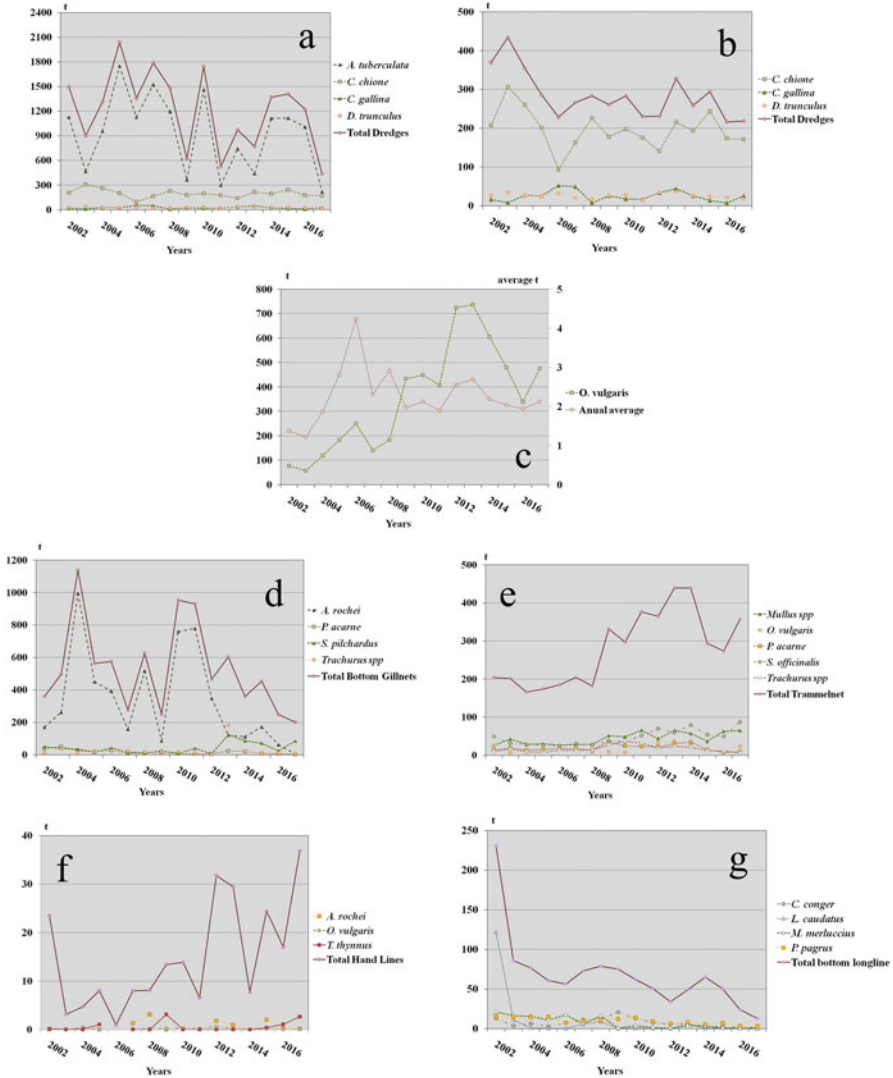 t
a
2400
2100
1800
1500
1200
900
600
300
0
2002
2004
2006
2008
2010
2012
2014
2016
Years
A. tuberculata
C. chione
C. gallina
D. trunculus
Total Dredges
t
b
500
400
300
200
100
0
2002
2004
2006
2008
2010
2012
2014
2016
Years
C. chione
C. gallina
D. trunculus
Total Dredges
t
average t
c
800
700
600
500
400
300
200
100
0
5
4
3
2
1
0
2002
2004
2006
2008
2010
2012
2014
2016
Years
O. vulgaris
Anual average
t
d
1200
1000
800
600
400
200
0
2002
2004
2006
2008
2010
2012
2014
2016
Years
A. rochei
P. acarne
S. pilchardus
Trachurus spp
Total Bottom Gillnets
t
e
500
400
300
200
100
0
2002
2004
2006
2008
2010
2012
2014
2016
Years
Mullus spp
O. vulgaris
P. acarne
S. officinalis
Trachurus spp
Total Trammelnet
t
f
40
30
20
10
0
2002
2004
2006
2008
2010
2012
2014
2016
Years
A. rochei
O. vulgaris
T. thynnus
Total Hand Lines
t
g
250
200
150
100
50
0
2002
2004
2006
2008
2010
2012
2014
2016
Years
C. conger
L. caudatus
M. merluccius
P. pagrus
Total bottom longline